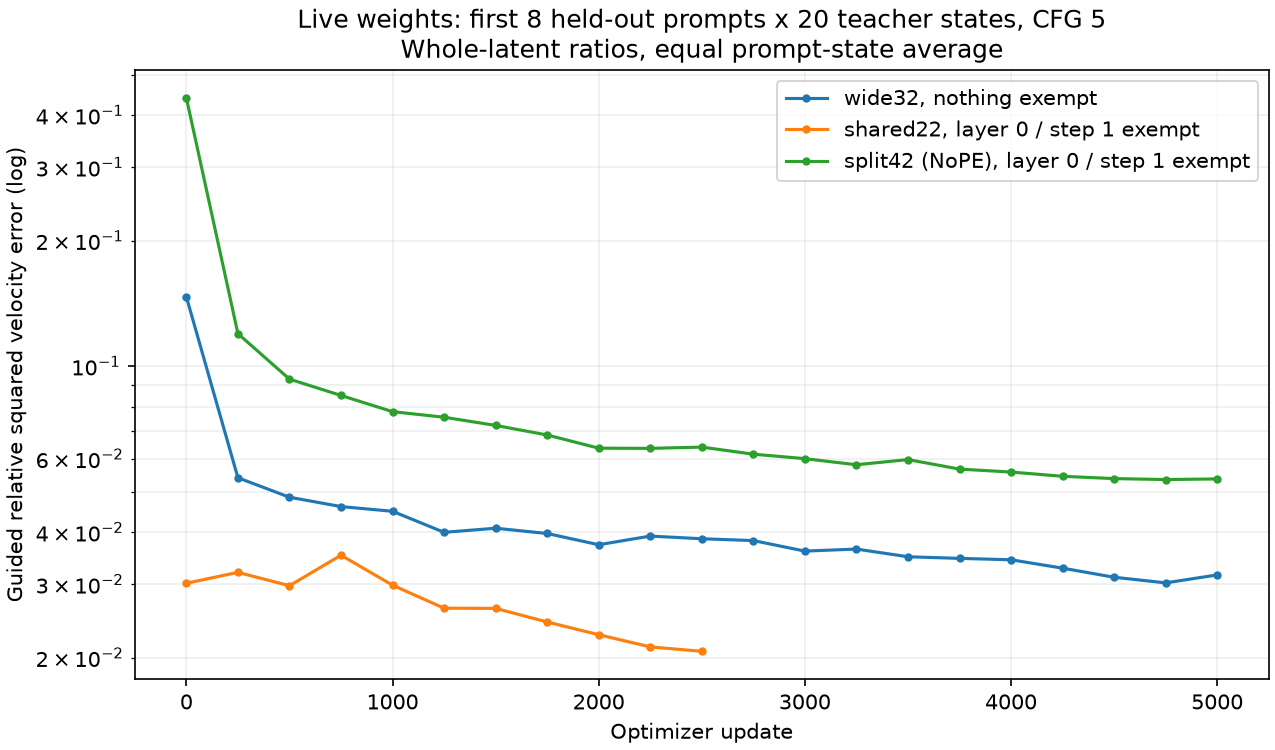 Live weights: first 8 held-out prompts x 20 teacher states, CFG 5
Whole-latent ratios, equal prompt-state average
Guided relative squared velocity error (log)
4 × 10⁻¹
3 × 10⁻¹
2 × 10⁻¹
10⁻¹
6 × 10⁻²
4 × 10⁻²
3 × 10⁻²
2 × 10⁻²
wide32, nothing exempt
shared22, layer 0 / step 1 exempt
split42 (NoPE), layer 0 / step 1 exempt
0 1000 2000 3000 4000 5000
Optimizer update